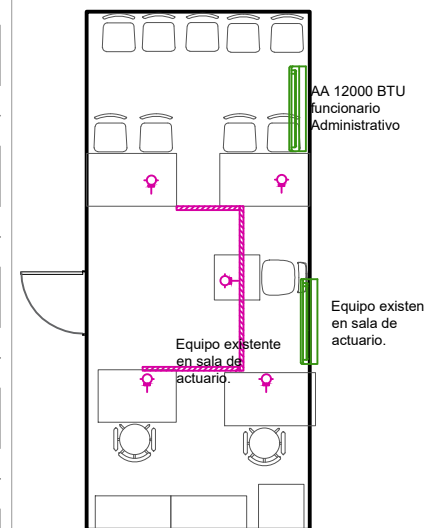 AA 12000 BTU
funcionario
Administrativo
Equipo existen
en sala de
actuario.
Equipo existente
en sala de
actuario.